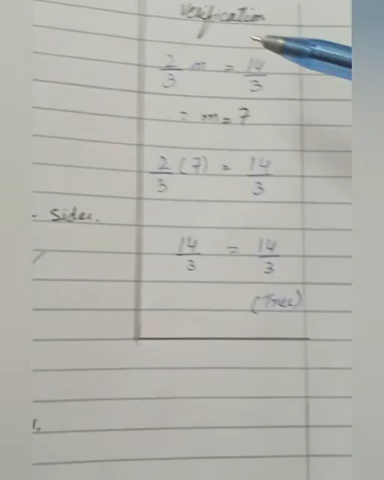 Verification
2/3 m = 14/3
= m = 7
2/3 (7) = 14/3
- Sides.
14/3 = 14/3
(True)